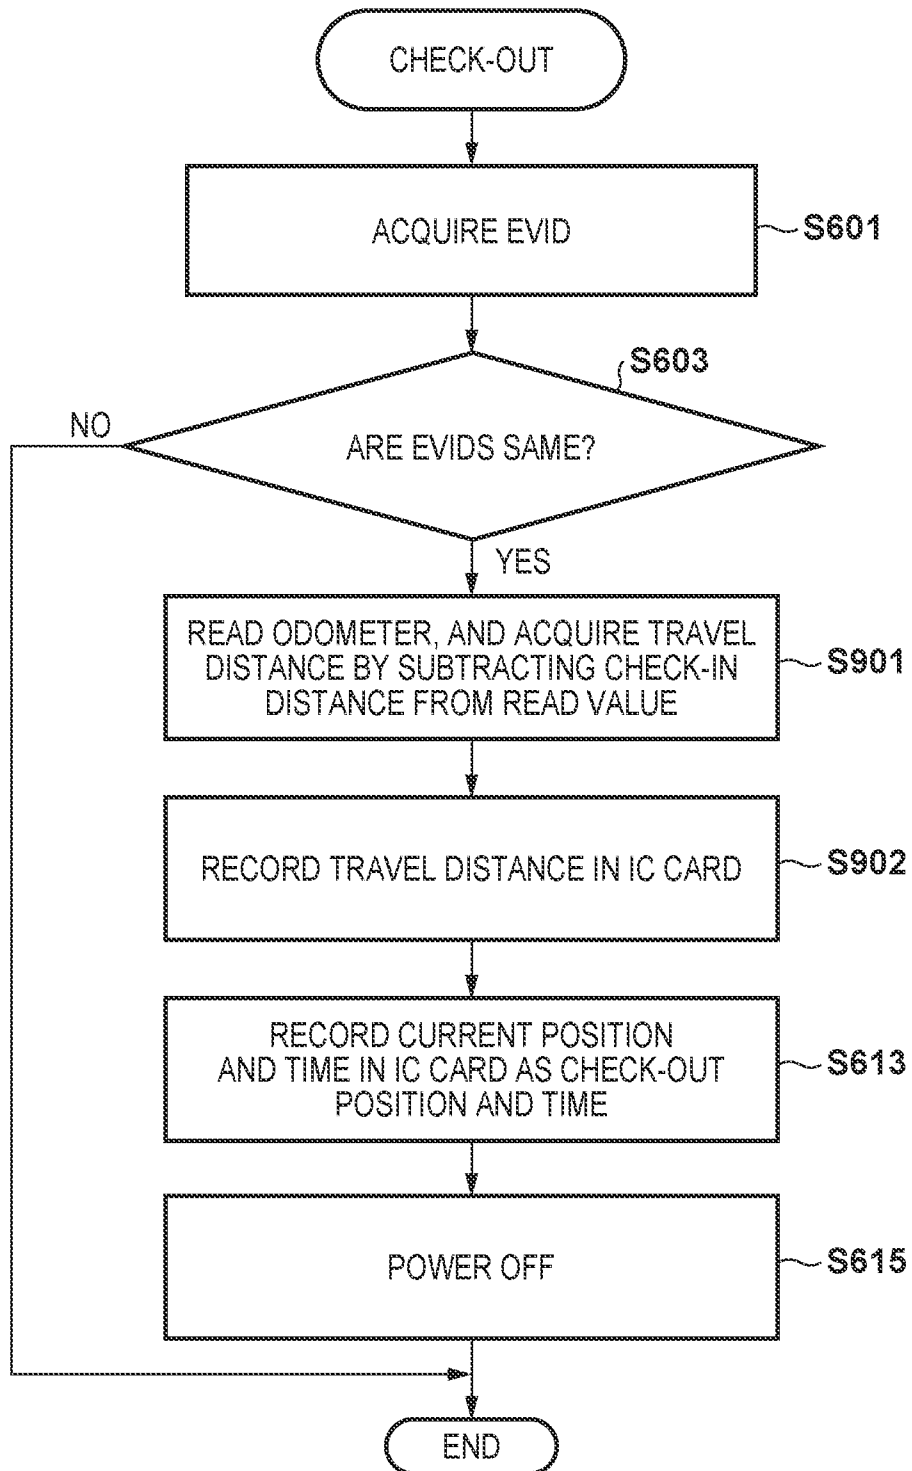 CHECK-OUT
ACQUIRE EVID
S601
S603
NO
ARE EVIDS SAME?
YES
READ ODOMETER, AND ACQUIRE TRAVEL
DISTANCE BY SUBTRACTING CHECK-IN
DISTANCE FROM READ VALUE
S901
RECORD TRAVEL DISTANCE IN IC CARD
S902
RECORD CURRENT POSITION
AND TIME IN IC CARD AS CHECK-OUT
POSITION AND TIME
S613
POWER OFF
S615
END